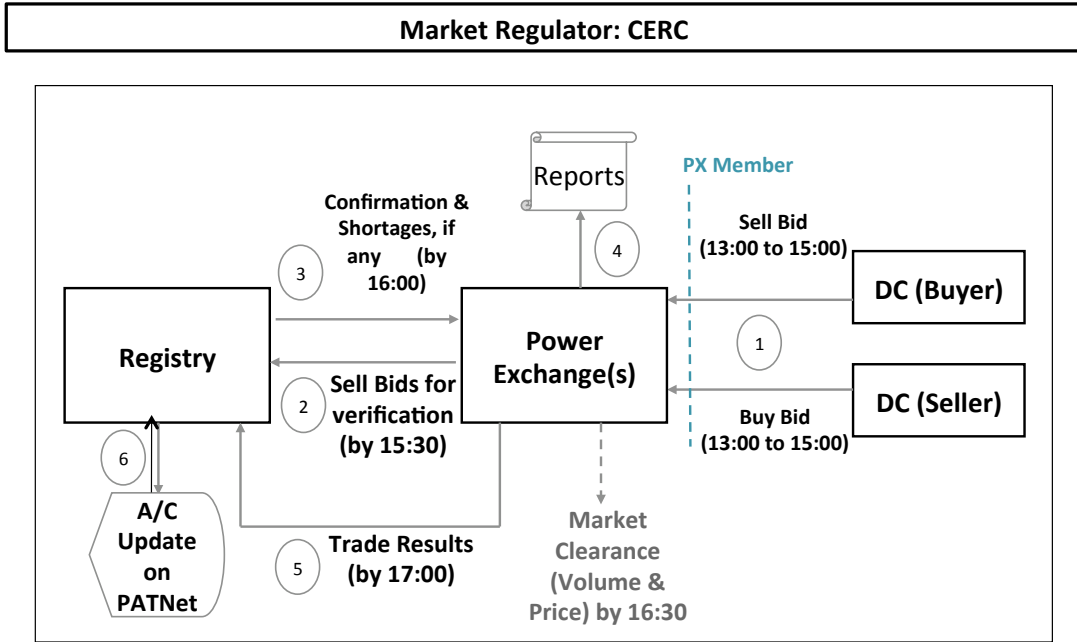 Market Regulator: CERC
Reports
PX Member
Confirmation &
Shortages, if
any (by
16:00)
3
4
Sell Bid
(13:00 to 15:00)
DC (Buyer)
Registry
Power
Exchange(s)
1
2
Sell Bids for
verification
(by 15:30)
DC (Seller)
Buy Bid
(13:00 to 15:00)
6
A/C
Update
on
PATNet
5
Trade Results
(by 17:00)
Market
Clearance
(Volume &
Price) by 16:30